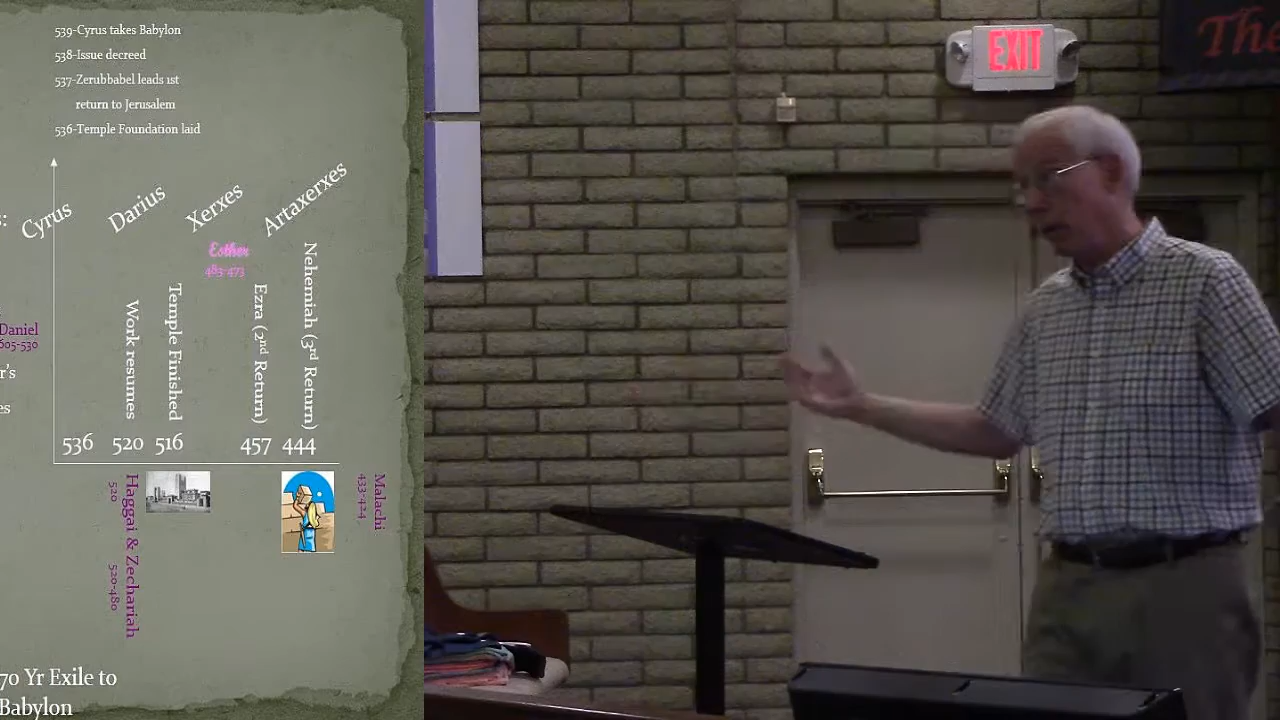 539-Cyrus takes Babylon
538-Issue decreed
537-Zerubbabel leads 1st
return to Jerusalem
536-Temple Foundation laid
s:
Cyrus
Darius
Xerxes
Artaxerxes
Esther
483-473
Daniel
605-530
r's
es
Work resumes
Temple Finished
Ezra (2nd Return)
Nehemiah (3rd Return)
536 520 516 457 444
Haggai & Zechariah
520
520-480
Malachi
433-424
70 Yr Exile to
Babylon
EXIT
The